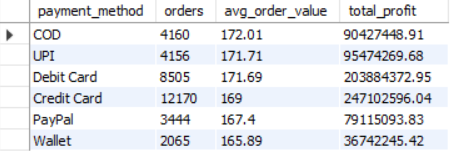 payment_method orders avg_order_value total_profit
COD 4160 172.01 90427448.91
UPI 4156 171.71 95474269.68
Debit Card 8505 171.69 203884372.95
Credit Card 12170 169 247102596.04
PayPal 3444 167.4 79115093.83
Wallet 2065 165.89 36742245.42